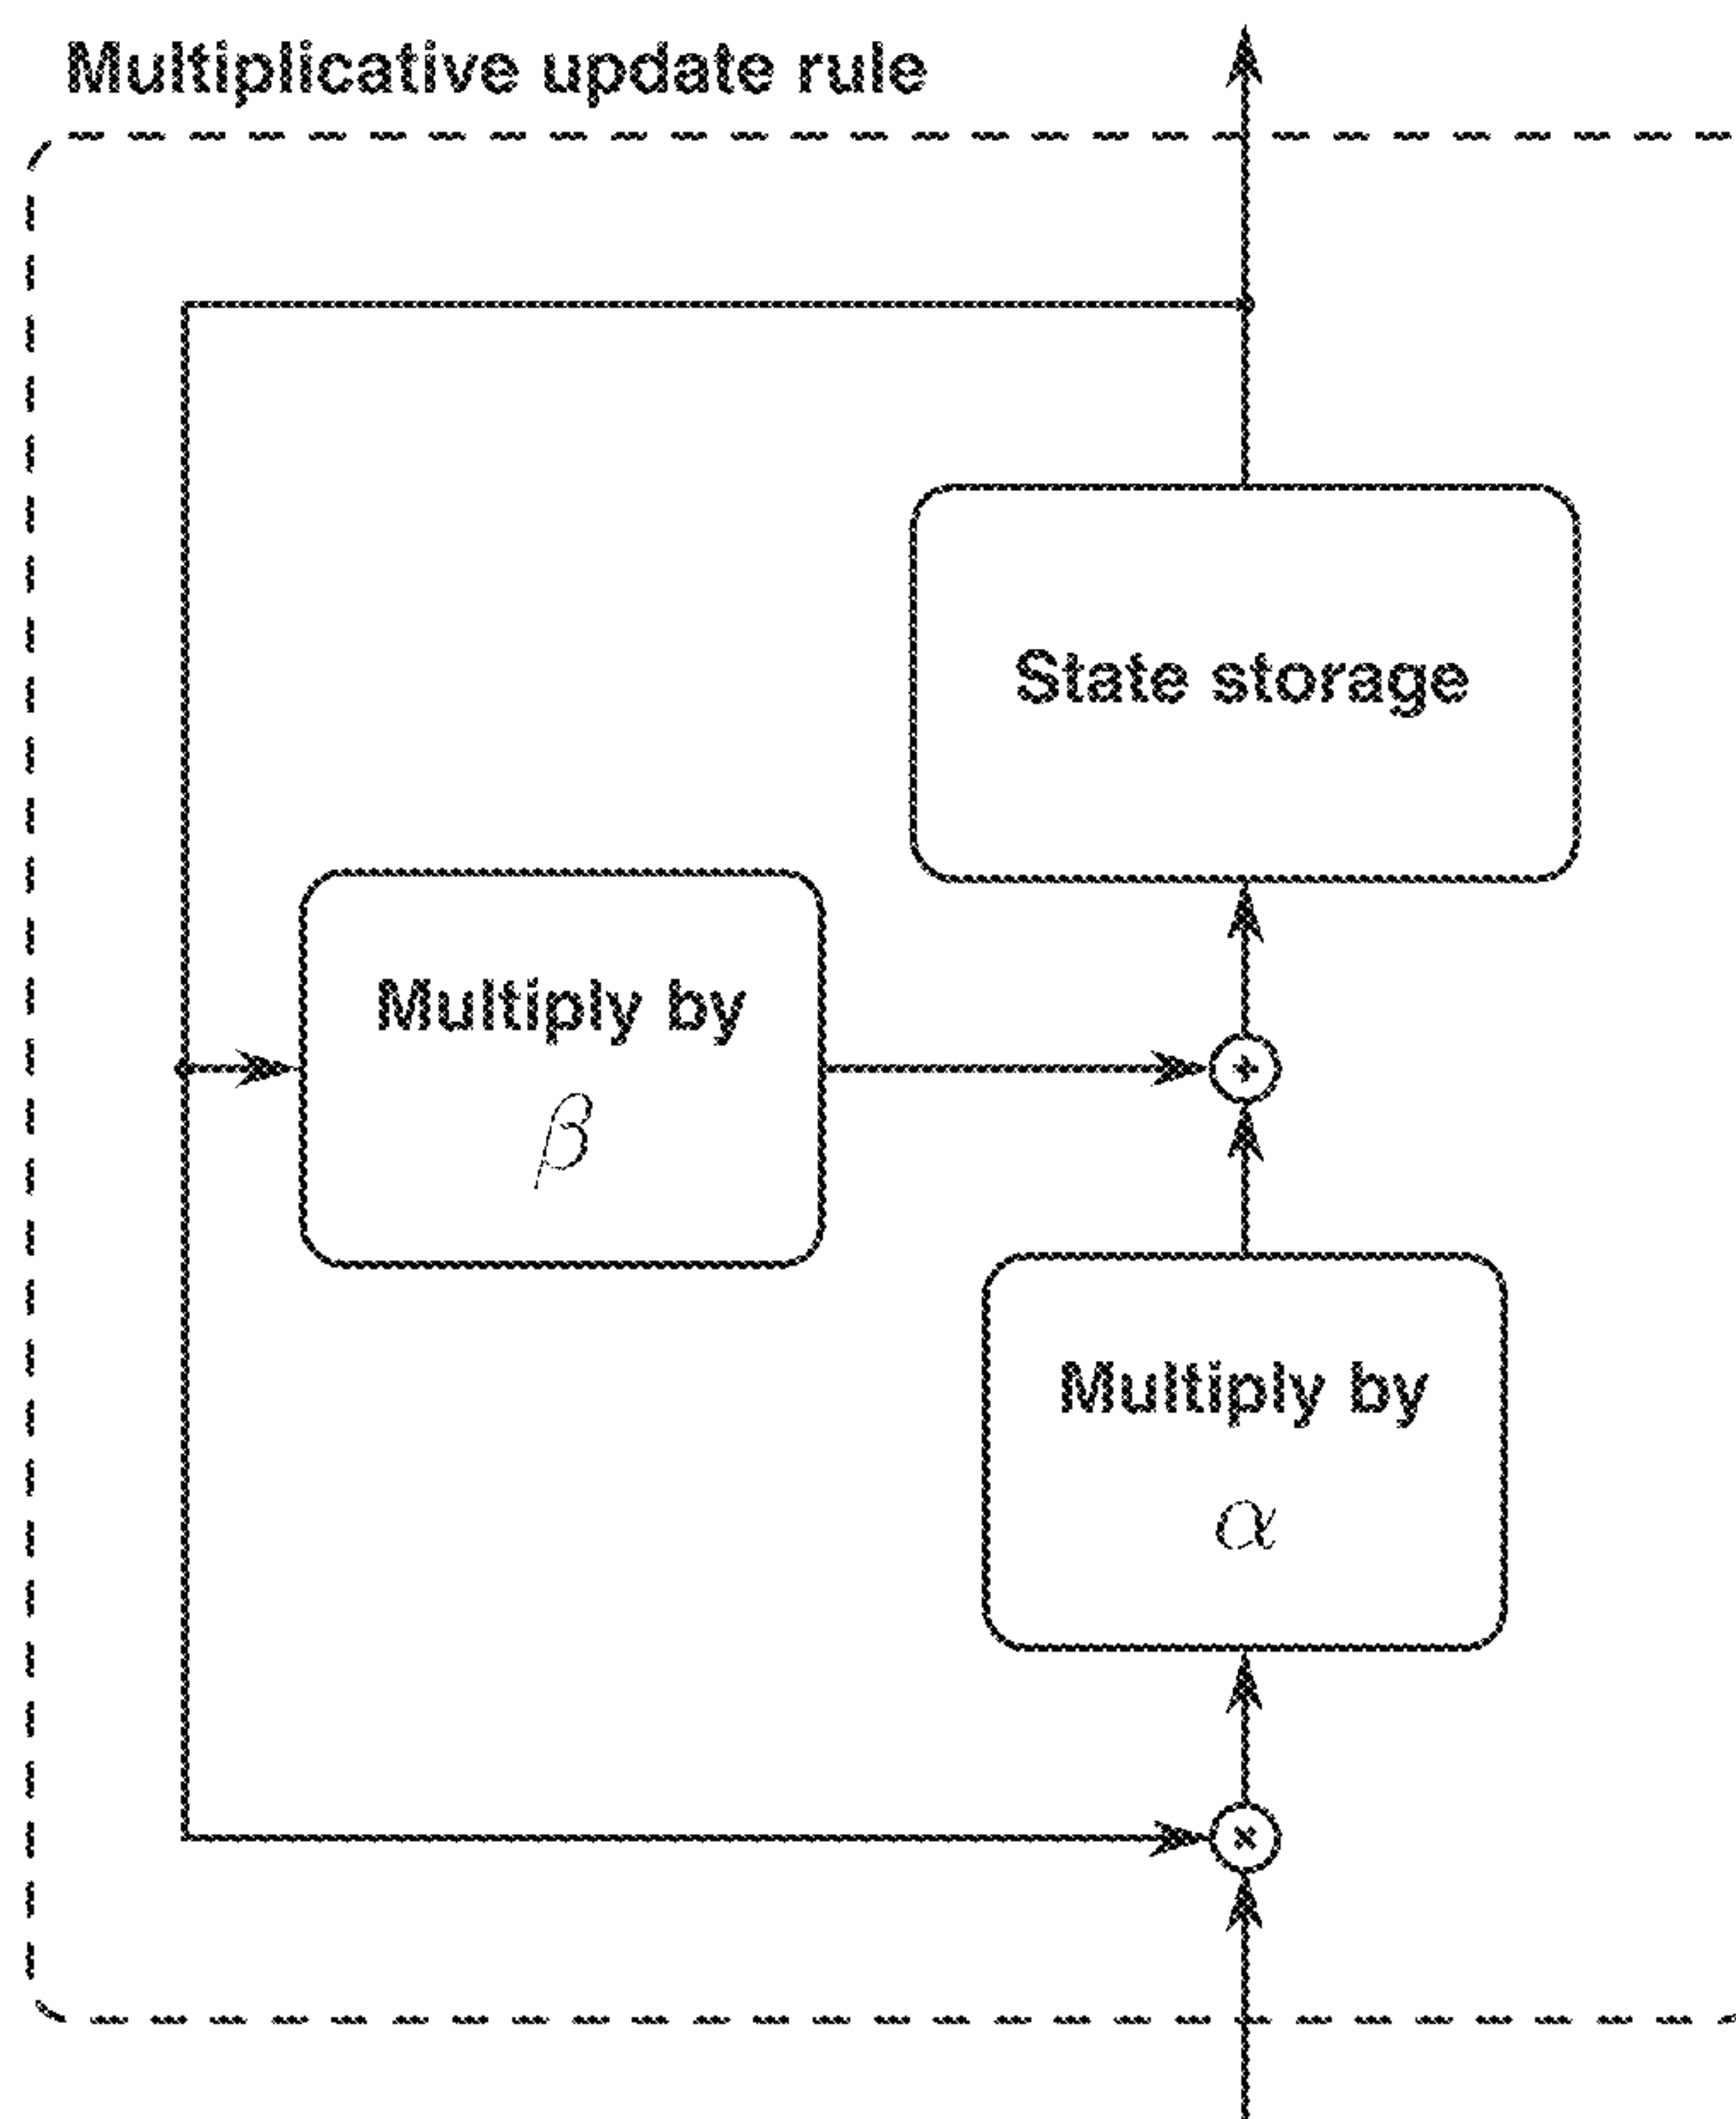 Multiplicative update rule
State storage
Multiply by
β
+
Multiply by
α
×